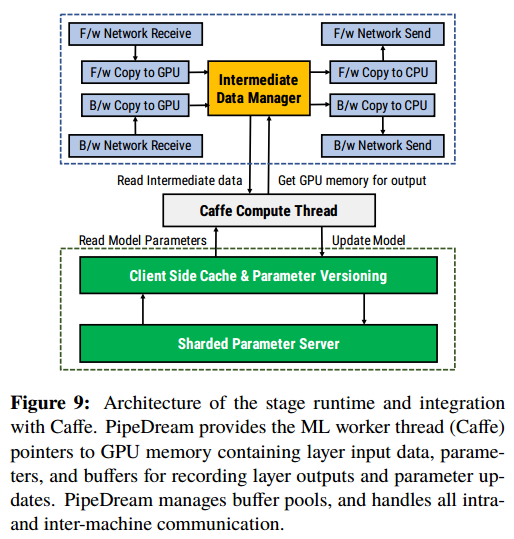 F/w Network Receive
F/w Network Send
F/w Copy to GPU
Intermediate
Data Manager
F/w Copy to CPU
B/w Copy to GPU
B/w Copy to CPU
B/w Network Receive
B/w Network Send
Read Intermediate data
Get GPU memory for output
Caffe Compute Thread
Read Model Parameters
Update Model
Client Side Cache & Parameter Versioning
Sharded Parameter Server
Figure 9: Architecture of the stage runtime and integration
with Caffe. PipeDream provides the ML worker thread (Caffe)
pointers to GPU memory containing layer input data, parame-
ters, and buffers for recording layer outputs and parameter up-
dates. PipeDream manages buffer pools, and handles all intra-
and inter-machine communication.